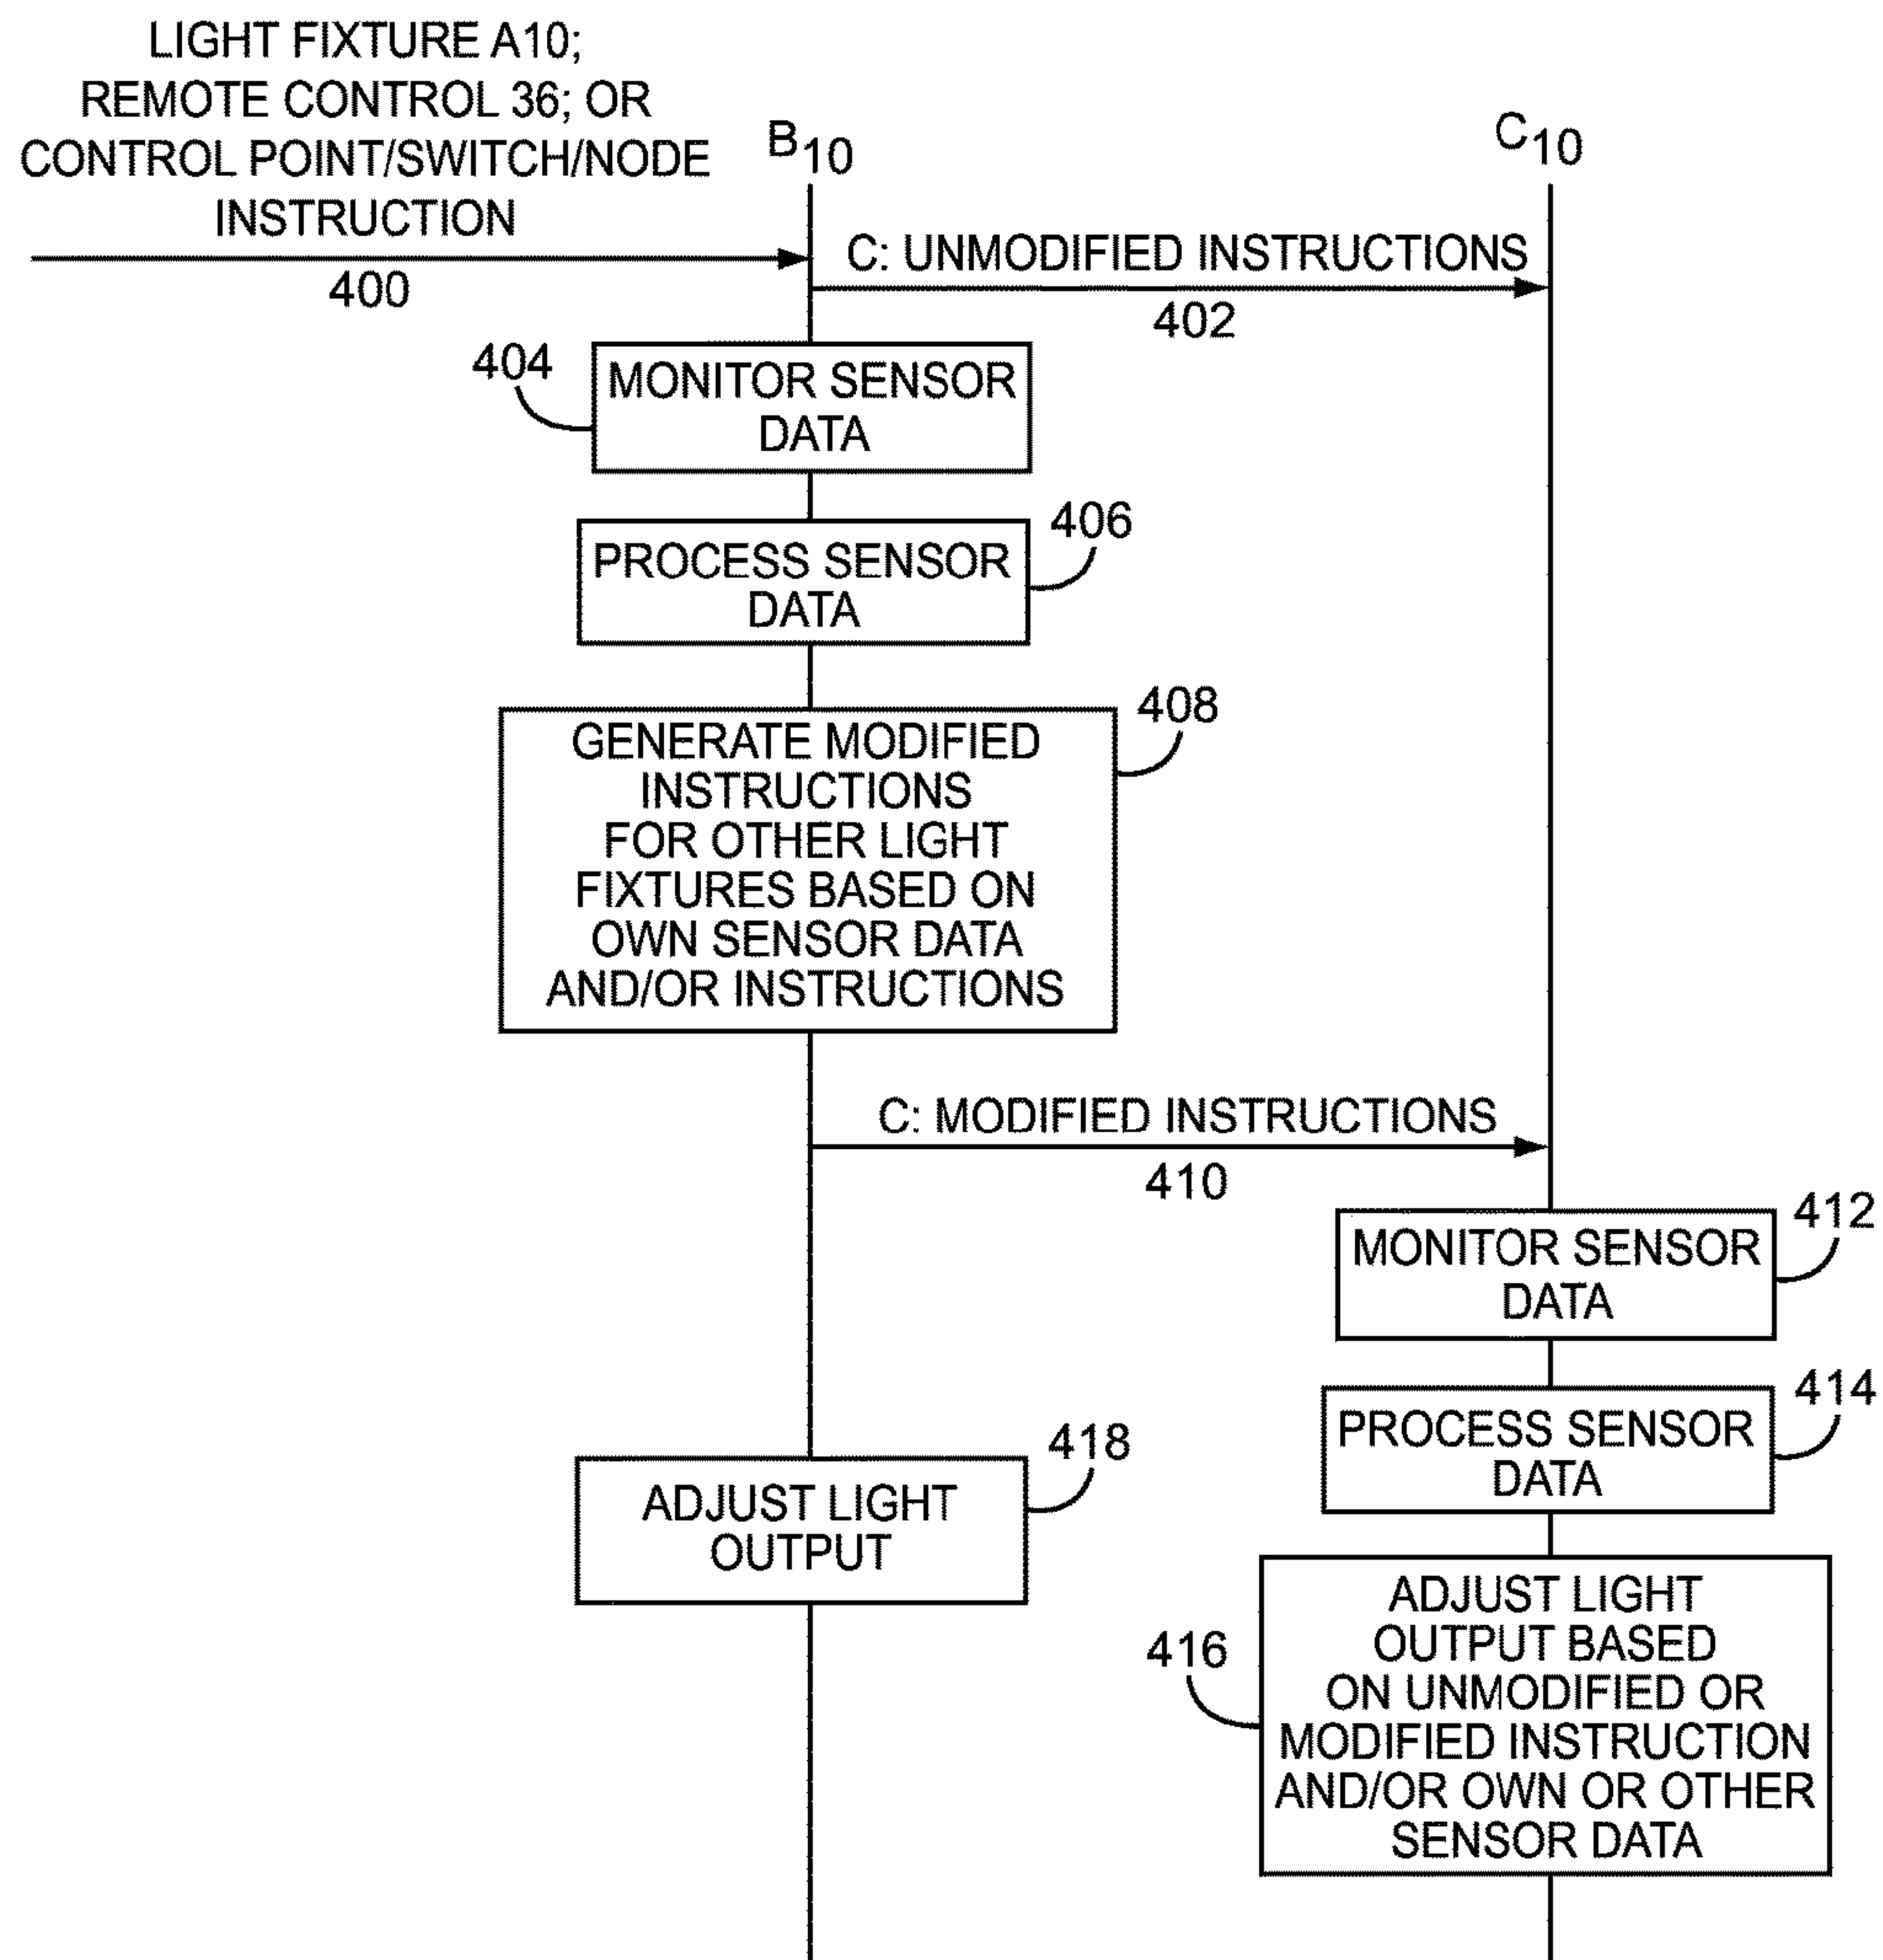 LIGHT FIXTURE A10;
REMOTE CONTROL 36; OR
CONTROL POINT/SWITCH/NODE
INSTRUCTION
400
B10
C10
C: UNMODIFIED INSTRUCTIONS
402
404
MONITOR SENSOR
DATA
406
PROCESS SENSOR
DATA
408
GENERATE MODIFIED
INSTRUCTIONS
FOR OTHER LIGHT
FIXTURES BASED ON
OWN SENSOR DATA
AND/OR INSTRUCTIONS
C: MODIFIED INSTRUCTIONS
410
412
MONITOR SENSOR
DATA
414
PROCESS SENSOR
DATA
418
ADJUST LIGHT
OUTPUT
416
ADJUST LIGHT
OUTPUT BASED
ON UNMODIFIED OR
MODIFIED INSTRUCTION
AND/OR OWN OR OTHER
SENSOR DATA